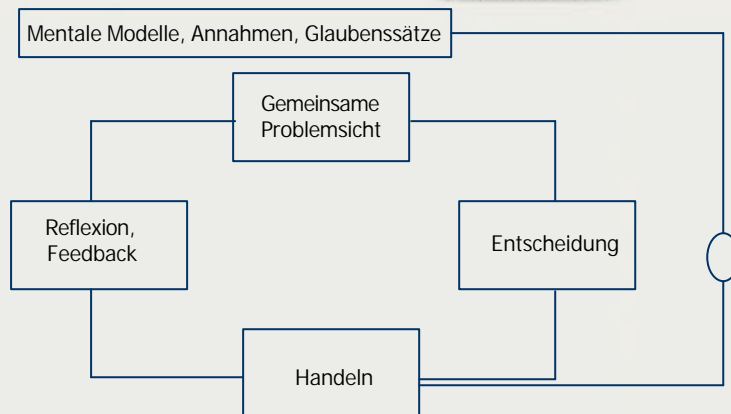 Mentale Modelle, Annahmen, Glaubenssätze
Gemeinsame
Problemsicht
Reflexion,
Feedback
Entscheidung
Handeln